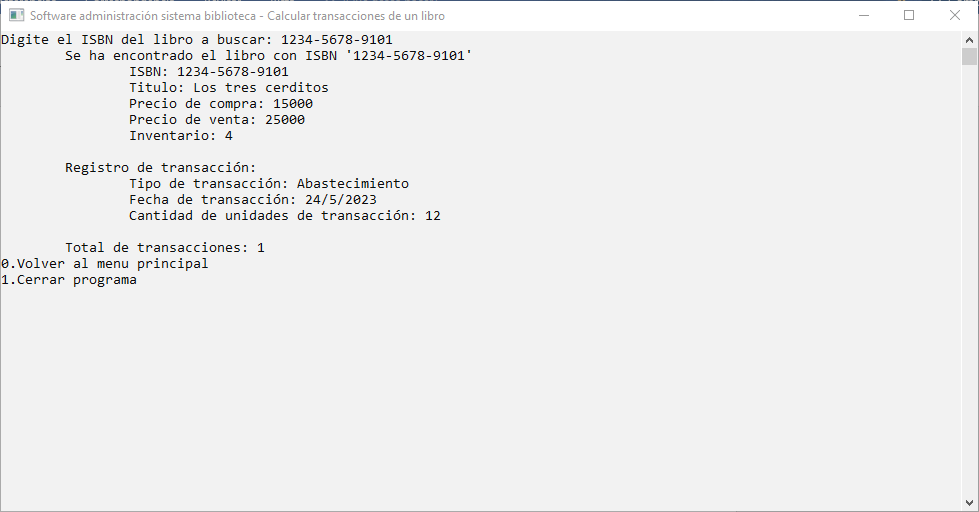 Software administración sistema biblioteca - Calcular transacciones de un libro
Digite el ISBN del libro a buscar: 1234-5678-9101
Se ha encontrado el libro con ISBN '1234-5678-9101'
ISBN: 1234-5678-9101
Titulo: Los tres cerditos
Precio de compra: 15000
Precio de venta: 25000
Inventario: 4
Registro de transacción:
Tipo de transacción: Abastecimiento
Fecha de transacción: 24/5/2023
Cantidad de unidades de transacción: 12
Total de transacciones: 1
0.Volver al menu principal
1.Cerrar programa